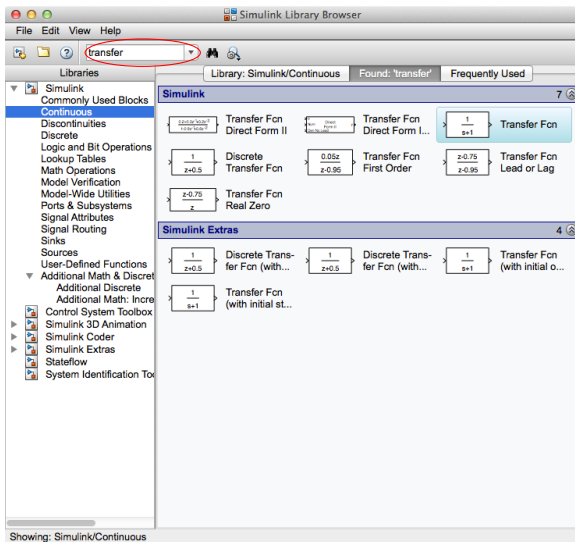 Simulink Library Browser
File Edit View Help
transfer
Libraries
Library: Simulink/Continuous Found: 'transfer' Frequently Used
Simulink
Commonly Used Blocks
Continuous
Discontinuities
Discrete
Logic and Bit Operations
Lookup Tables
Math Operations
Model Verification
Model-Wide Utilities
Ports & Subsystems
Signal Attributes
Signal Routing
Sinks
Sources
User-Defined Functions
Additional Math & Discret
Additional Discrete
Additional Math: Incre
Control System Toolbox
Simulink 3D Animation
Simulink Coder
Simulink Extras
Stateflow
System Identification Too
Simulink 7
Transfer Fcn
Direct Form II
Transfer Fcn
Direct Form I...
1
s+1
Transfer Fcn
1
z+0.5
Discrete
Transfer Fcn
0.05z
z-0.95
Transfer Fcn
First Order
z-0.75
z-0.95
Transfer Fcn
Lead or Lag
z-0.75
z
Transfer Fcn
Real Zero
Simulink Extras 4
1
z+0.5
Discrete Trans-
fer Fcn (with...
1
z+0.5
Discrete Trans-
fer Fcn (with...
1
s+1
Transfer Fcn
(with initial o...
1
s+1
Transfer Fcn
(with initial st...
Showing: Simulink/Continuous